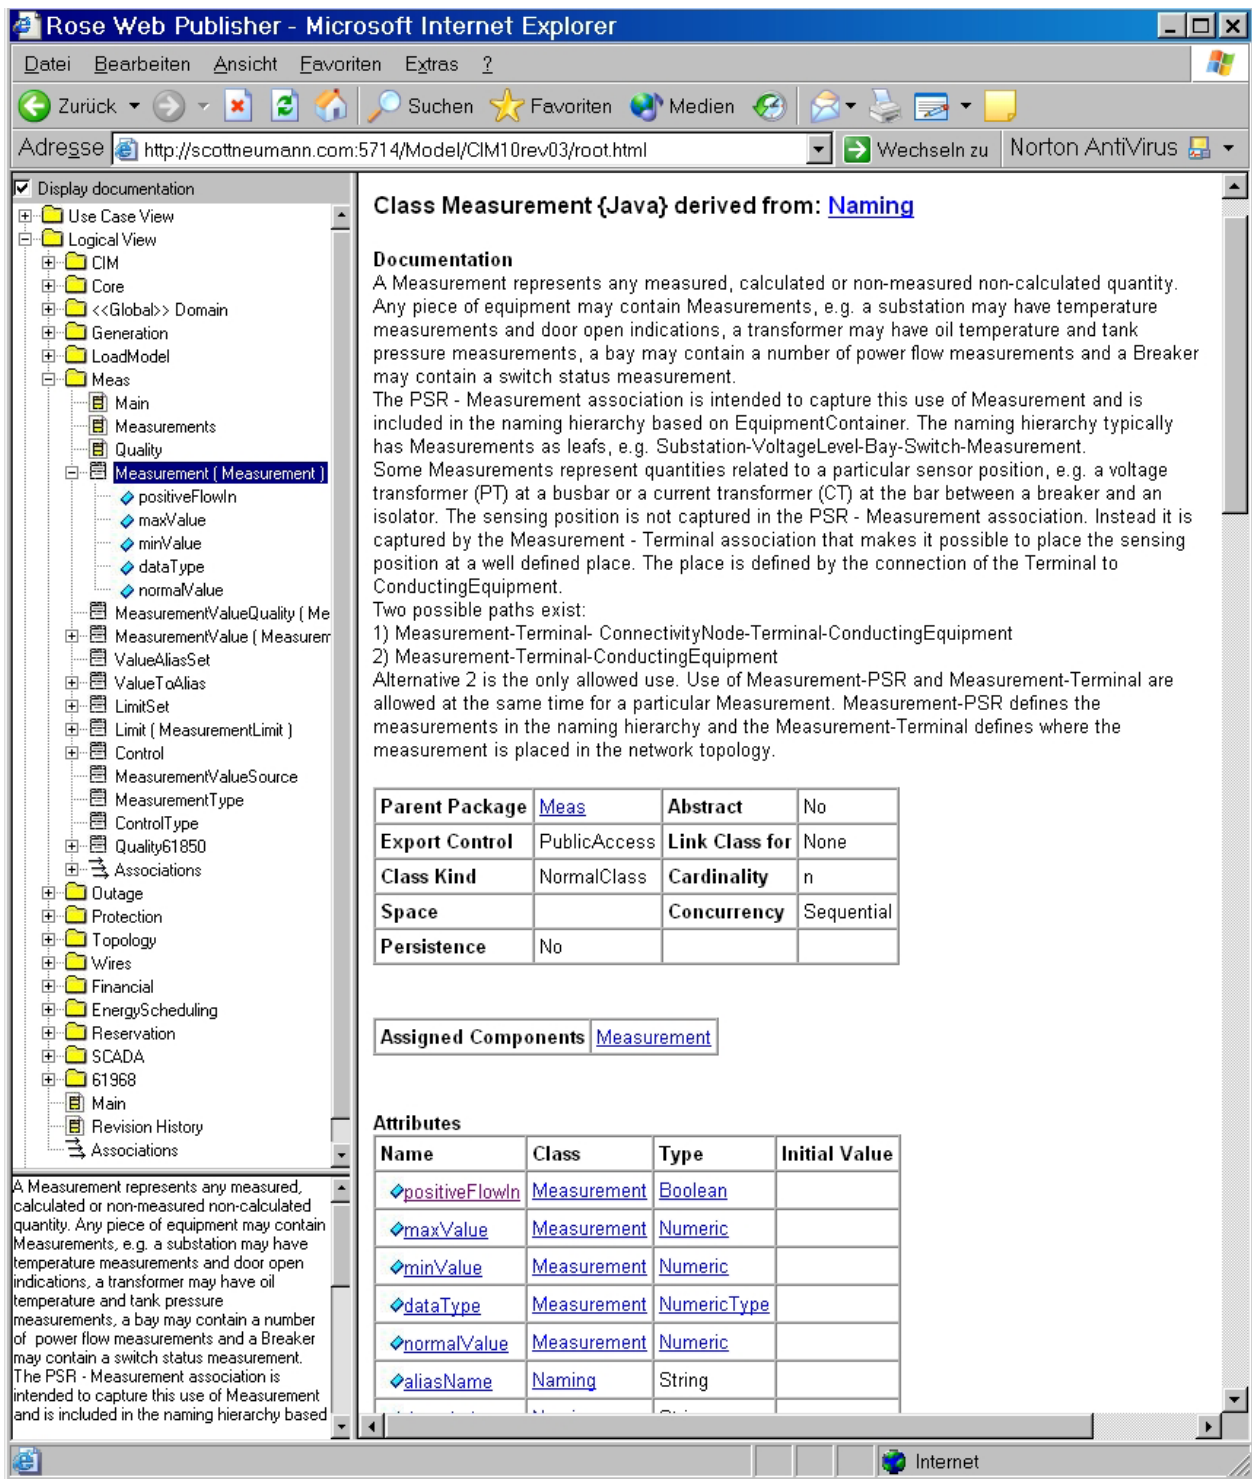 Rose Web Publisher - Microsoft Internet Explorer
Datei Bearbeiten Ansicht Favoriten Extras ?
Zurück Suchen Favoriten Medien
Adresse http://scottneumann.com:5714/Model/CIM10rev03/root.html Wechseln zu Norton AntiVirus
Display documentation
Use Case View
Logical View
CIM
Core
<<Global>> Domain
Generation
LoadModel
Meas
Main
Measurements
Quality
Measurement ( Measurement )
positiveFlowIn
maxValue
minValue
dataType
normalValue
MeasurementValueQuality ( Me
MeasurementValue ( Measurem
ValueAliasSet
ValueToAlias
LimitSet
Limit ( MeasurementLimit )
Control
MeasurementValueSource
MeasurementType
ControlType
Quality61850
Associations
Outage
Protection
Topology
Wires
Financial
EnergyScheduling
Reservation
SCADA
61968
Main
Revision History
Associations
A Measurement represents any measured,
calculated or non-measured non-calculated
quantity. Any piece of equipment may contain
Measurements, e.g. a substation may have
temperature measurements and door open
indications, a transformer may have oil
temperature and tank pressure
measurements, a bay may contain a number
of power flow measurements and a Breaker
may contain a switch status measurement.
The PSR - Measurement association is
intended to capture this use of Measurement
and is included in the naming hierarchy based
Class Measurement {Java} derived from: Naming
Documentation
A Measurement represents any measured, calculated or non-measured non-calculated quantity.
Any piece of equipment may contain Measurements, e.g. a substation may have temperature
measurements and door open indications, a transformer may have oil temperature and tank
pressure measurements, a bay may contain a number of power flow measurements and a Breaker
may contain a switch status measurement.
The PSR - Measurement association is intended to capture this use of Measurement and is
included in the naming hierarchy based on EquipmentContainer. The naming hierarchy typically
has Measurements as leafs, e.g. Substation-VoltageLevel-Bay-Switch-Measurement.
Some Measurements represent quantities related to a particular sensor position, e.g. a voltage
transformer (PT) at a busbar or a current transformer (CT) at the bar between a breaker and an
isolator. The sensing position is not captured in the PSR - Measurement association. Instead it is
captured by the Measurement - Terminal association that makes it possible to place the sensing
position at a well defined place. The place is defined by the connection of the Terminal to
ConductingEquipment.
Two possible paths exist:
1) Measurement-Terminal- ConnectivityNode-Terminal-ConductingEquipment
2) Measurement-Terminal-ConductingEquipment
Alternative 2 is the only allowed use. Use of Measurement-PSR and Measurement-Terminal are
allowed at the same time for a particular Measurement. Measurement-PSR defines the
measurements in the naming hierarchy and the Measurement-Terminal defines where the
measurement is placed in the network topology.
Parent Package Meas Abstract No
Export Control PublicAccess Link Class for None
Class Kind NormalClass Cardinality n
Space Concurrency Sequential
Persistence No
Assigned Components Measurement
Attributes
Name Class Type Initial Value
positiveFlowIn Measurement Boolean
maxValue Measurement Numeric
minValue Measurement Numeric
dataType Measurement NumericType
normalValue Measurement Numeric
aliasName Naming String
Internet